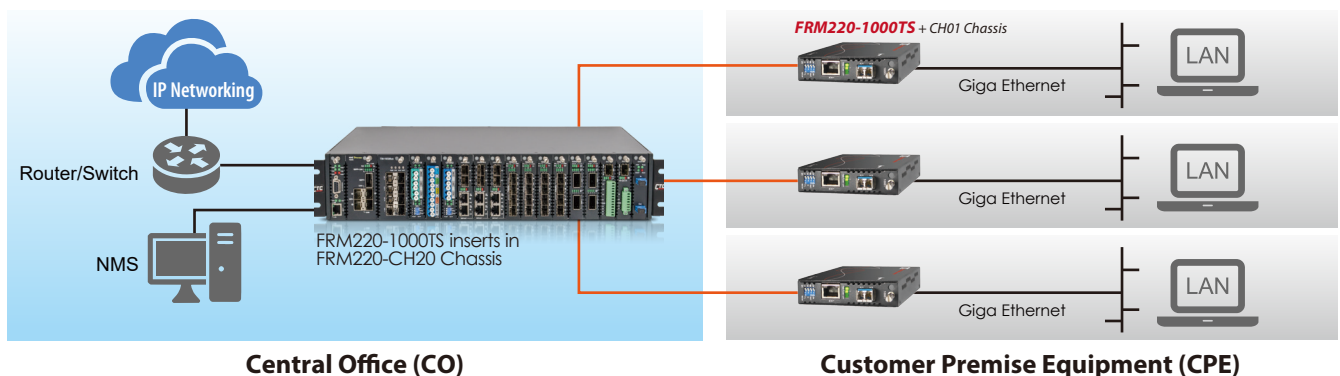 IP Networking
Router/Switch
NMS
FRM220-1000TS inserts in
FRM220-CH20 Chassis
Central Office (CO)
FRM220-1000TS + CH01 Chassis
Giga Ethernet
LAN
Giga Ethernet
LAN
Giga Ethernet
LAN
Customer Premise Equipment (CPE)